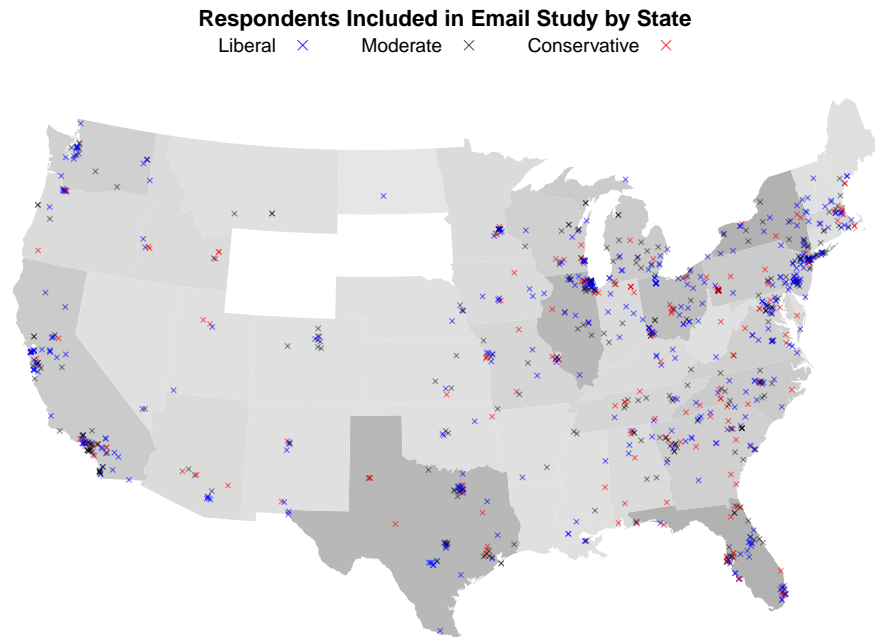 Respondents Included in Email Study by State
Liberal × Moderate × Conservative ×